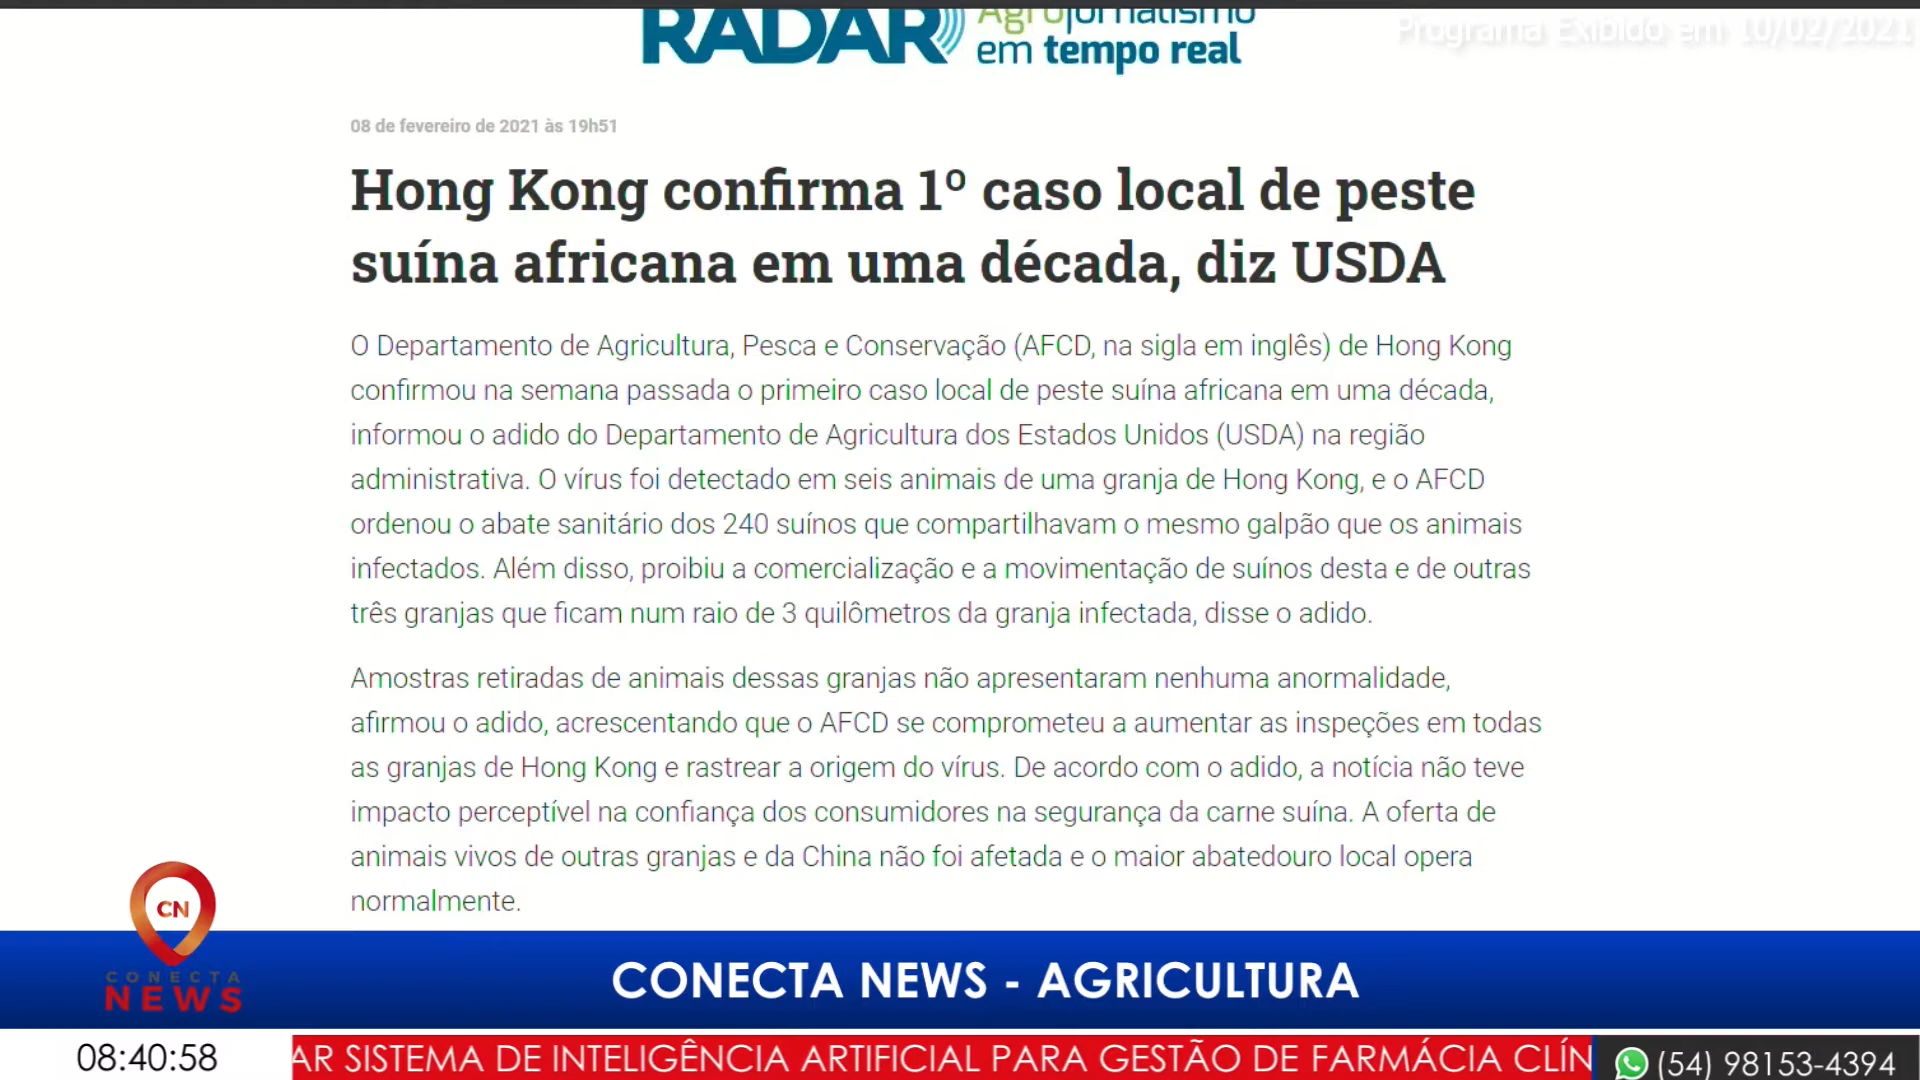 RADAR
Agrojornalismo
em tempo real
Programa Exibido em 10/02/2021
08 de fevereiro de 2021 às 19h51
Hong Kong confirma 1º caso local de peste
suína africana em uma década, diz USDA
O Departamento de Agricultura, Pesca e Conservação (AFCD, na sigla em inglês) de Hong Kong
confirmou na semana passada o primeiro caso local de peste suína africana em uma década,
informou o adido do Departamento de Agricultura dos Estados Unidos (USDA) na região
administrativa. O vírus foi detectado em seis animais de uma granja de Hong Kong, e o AFCD
ordenou o abate sanitário dos 240 suínos que compartilhavam o mesmo galpão que os animais
infectados. Além disso, proibiu a comercialização e a movimentação de suínos desta e de outras
três granjas que ficam num raio de 3 quilômetros da granja infectada, disse o adido.
Amostras retiradas de animais dessas granjas não apresentaram nenhuma anormalidade,
afirmou o adido, acrescentando que o AFCD se comprometeu a aumentar as inspeções em todas
as granjas de Hong Kong e rastrear a origem do vírus. De acordo com o adido, a notícia não teve
impacto perceptível na confiança dos consumidores na segurança da carne suína. A oferta de
animais vivos de outras granjas e da China não foi afetada e o maior abatedouro local opera
normalmente.
CN
CONECTA
NEWS
CONECTA NEWS - AGRICULTURA
08:40:58
AR SISTEMA DE INTELIGÊNCIA ARTIFICIAL PARA GESTÃO DE FARMÁCIA CLÍN
(54) 98153-4394